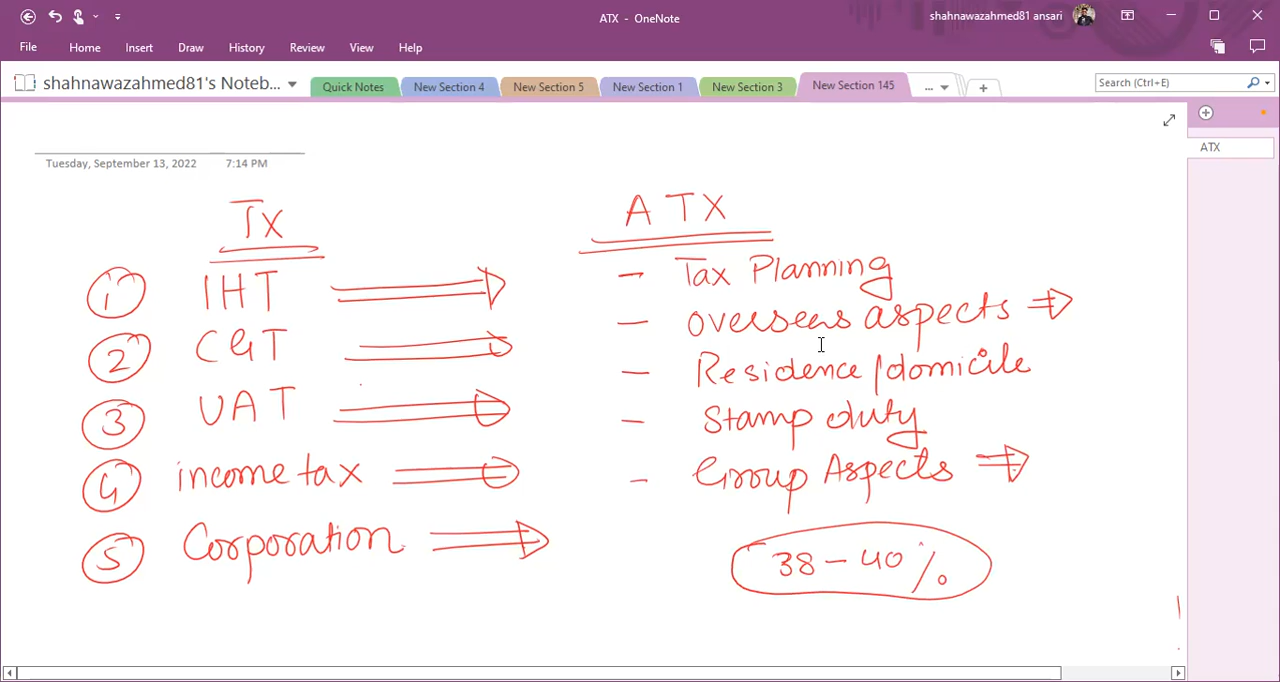 ATX - OneNote
shahnawazahmed81 ansari
File Home Insert Draw History Review View Help
shahnawazahmed81's Noteb...
Quick Notes New Section 4 New Section 5 New Section 1 New Section 3 New Section 145 ...
Search (Ctrl+E)
ATX
Tuesday, September 13, 2022 7:14 PM
TX
1 IHT
2 CGT
3 VAT
4 income tax
5 Corporation
ATX
- Tax Planning
- Overseas aspects
- Residence/domicile
- Stamp duty
- Group Aspects
38-40%